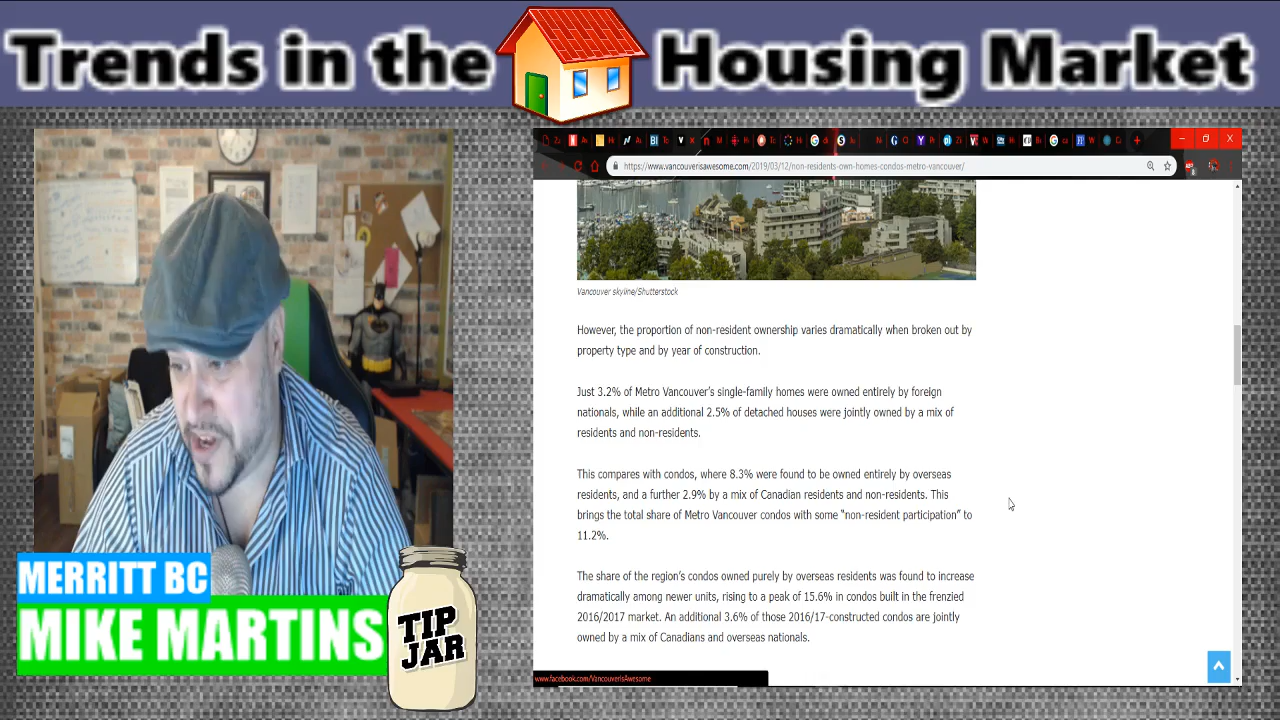 Trends in the Housing Market
https://www.vancouverisawesome.com/2019/03/12/non-residents-own-homes-condos-metro-vancouver/
Vancouver skyline/Shutterstock
However, the proportion of non-resident ownership varies dramatically when broken out by
property type and by year of construction.
Just 3.2% of Metro Vancouver's single-family homes were owned entirely by foreign
nationals, while an additional 2.5% of detached houses were jointly owned by a mix of
residents and non-residents.
This compares with condos, where 8.3% were found to be owned entirely by overseas
residents, and a further 2.9% by a mix of Canadian residents and non-residents. This
brings the total share of Metro Vancouver condos with some “non-resident participation” to
11.2%.
The share of the region's condos owned purely by overseas residents was found to increase
dramatically among newer units, rising to a peak of 15.6% in condos built in the frenzied
2016/2017 market. An additional 3.6% of those 2016/17-constructed condos are jointly
owned by a mix of Canadians and overseas nationals.
www.facebook.com/VancouverIsAwesome
MERRITT BC
MIKE MARTINS
TIP
JAR